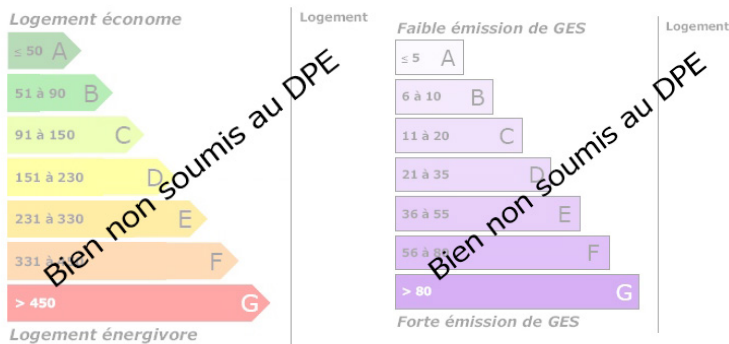 Logement économe
Logement
≤ 50 A
51 à 90 B
91 à 150 C
151 à 230 D
231 à 330 E
331 à F
> 450 G
Logement énergivore
Bien non soumis au DPE
Faible émission de GES
Logement
≤ 5 A
6 à 10 B
11 à 20 C
21 à 35 D
36 à 55 E
56 à 80 F
> 80 G
Forte émission de GES
Bien non soumis au DPE